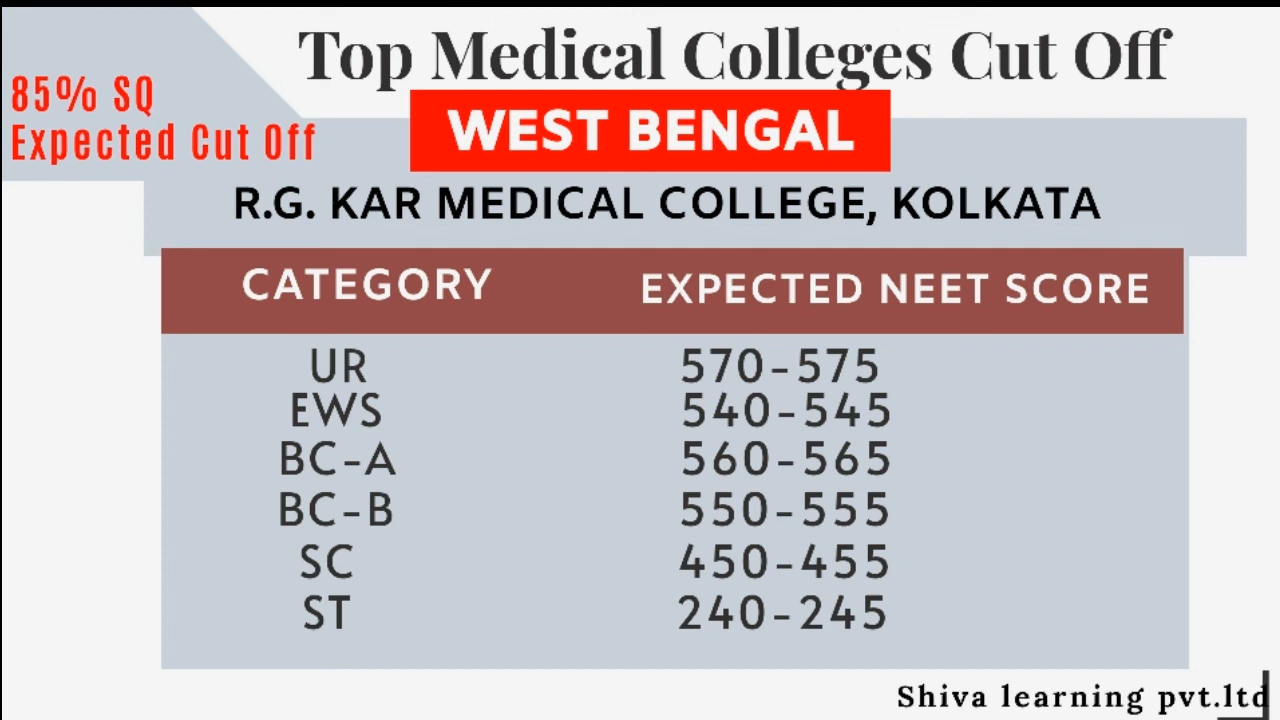 Top Medical Colleges Cut Off
85% SQ
Expected Cut Off
WEST BENGAL
R.G. KAR MEDICAL COLLEGE, KOLKATA
CATEGORY EXPECTED NEET SCORE
UR 570-575
EWS 540-545
BC-A 560-565
BC-B 550-555
SC 450-455
ST 240-245
Shiva learning pvt.ltd